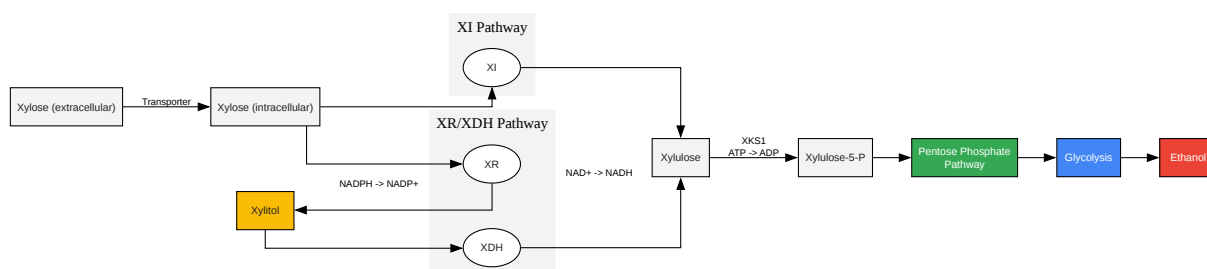 XI Pathway
XI
Xylose (extracellular)
Transporter
Xylose (intracellular)
XR/XDH Pathway
XR
NADPH -> NADP+
Xylitol
XDH
NAD+ -> NADH
Xylulose
XKS1
ATP -> ADP
Xylulose-5-P
Pentose Phosphate
Pathway
Glycolysis
Ethanol